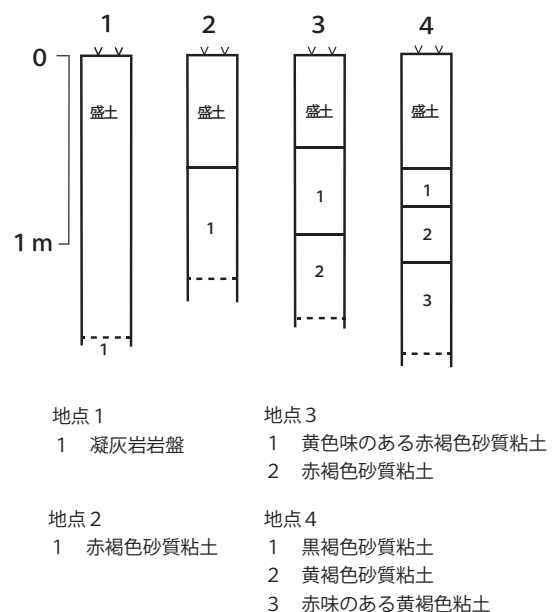 1 2 3 4
0
盛土 盛土 盛土 盛土
1
1 1
2
1 m
2
3
1
地点1
1 凝灰岩岩盤
地点2
1 赤褐色砂質粘土
地点3
1 黄色味のある赤褐色砂質粘土
2 赤褐色砂質粘土
地点4
1 黒褐色砂質粘土
2 黄褐色砂質粘土
3 赤味のある黄褐色粘土